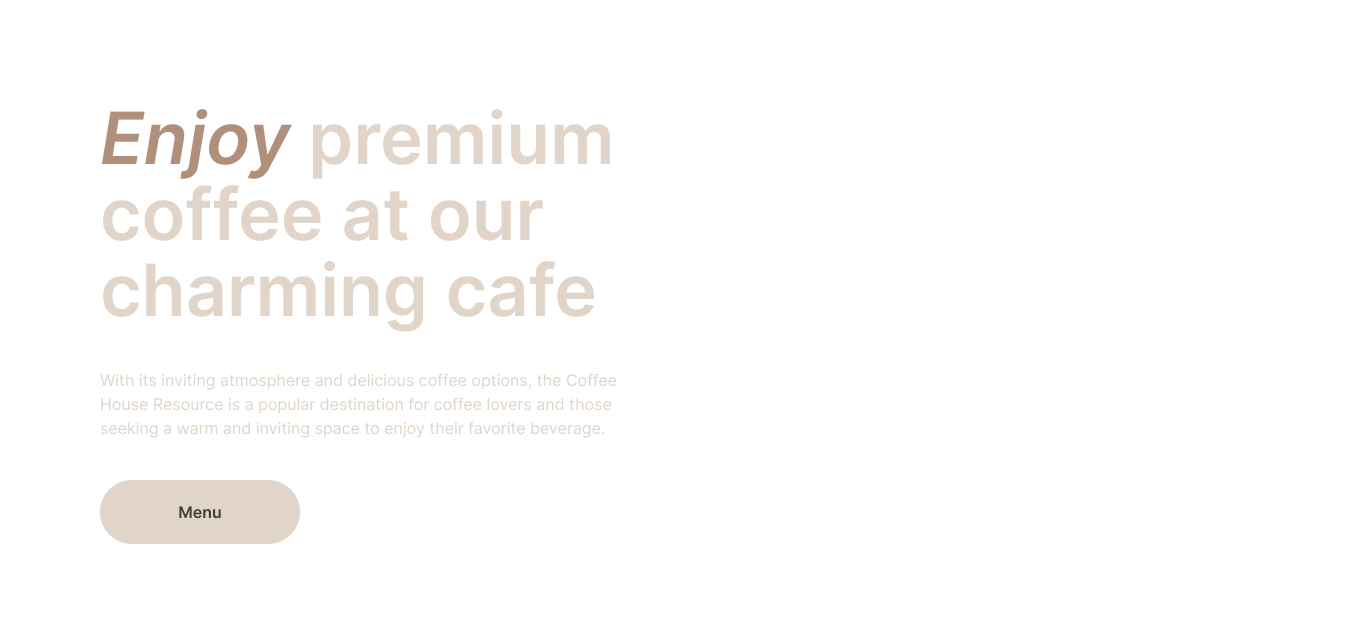 Enjoy premium
coffee at our
charming cafe
With its inviting atmosphere and delicious coffee options, the Coffee
House Resource is a popular destination for coffee lovers and those
seeking a warm and inviting space to enjoy their favorite beverage.
Menu